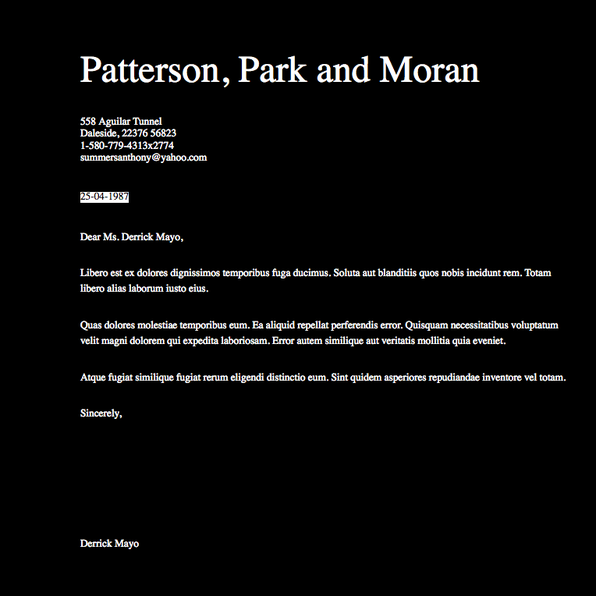 Patterson, Park and Moran
558 Aguilar Tunnel
Daleside, 22376 56823
1-580-779-4313x2774
summersanthony@yahoo.com
25-04-1987
Dear Ms. Derrick Mayo,
Libero est ex dolores dignissimos temporibus fuga ducimus. Soluta aut blanditiis quos nobis incidunt rem. Totam
libero alias laborum iusto eius.
Quas dolores molestiae temporibus eum. Ea aliquid repellat perferendis error. Quisquam necessitatibus voluptatum
velit magni dolorem qui expedita laboriosam. Error autem similique aut veritatis mollitia quia eveniet.
Atque fugiat similique fugiat rerum eligendi distinctio eum. Sint quidem asperiores repudiandae inventore vel totam.
Sincerely,
Derrick Mayo